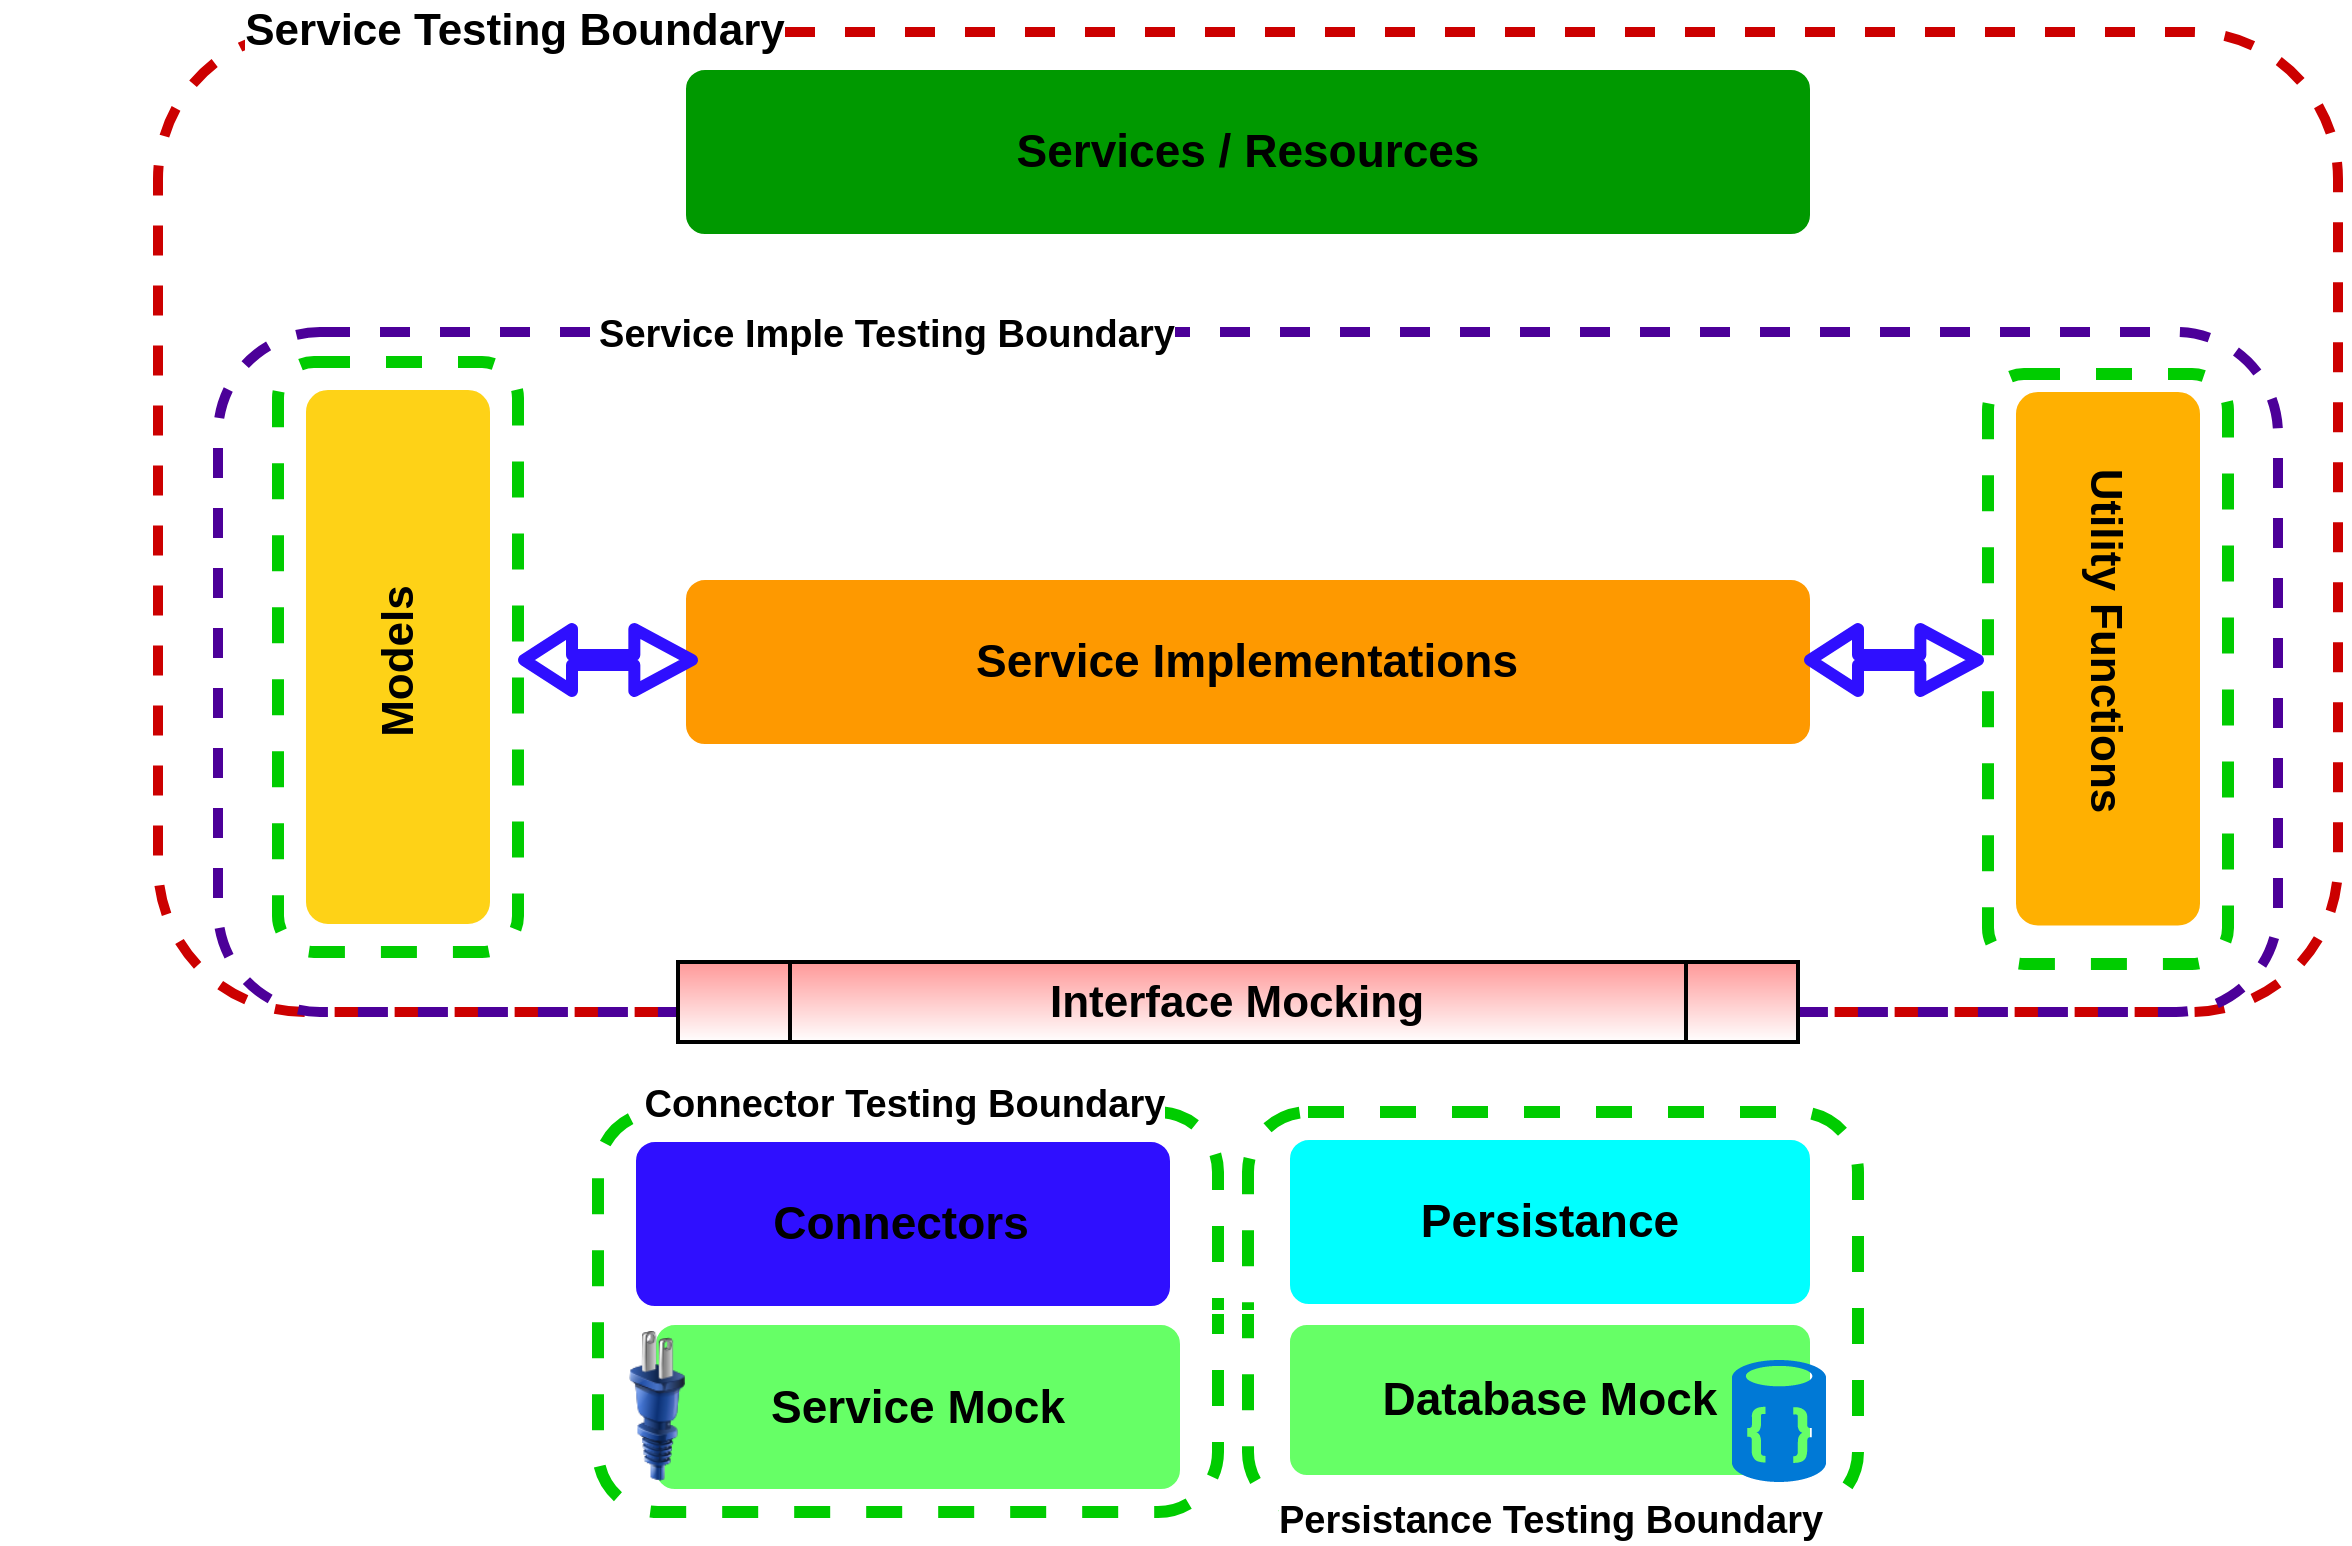 Service Testing Boundary
Services / Resources
Service Imple Testing Boundary
Models
Service Implementations
Utility Functions
Interface Mocking
Connector Testing Boundary
Connectors
Persistance
Service Mock
Database Mock
{ }
Persistance Testing Boundary